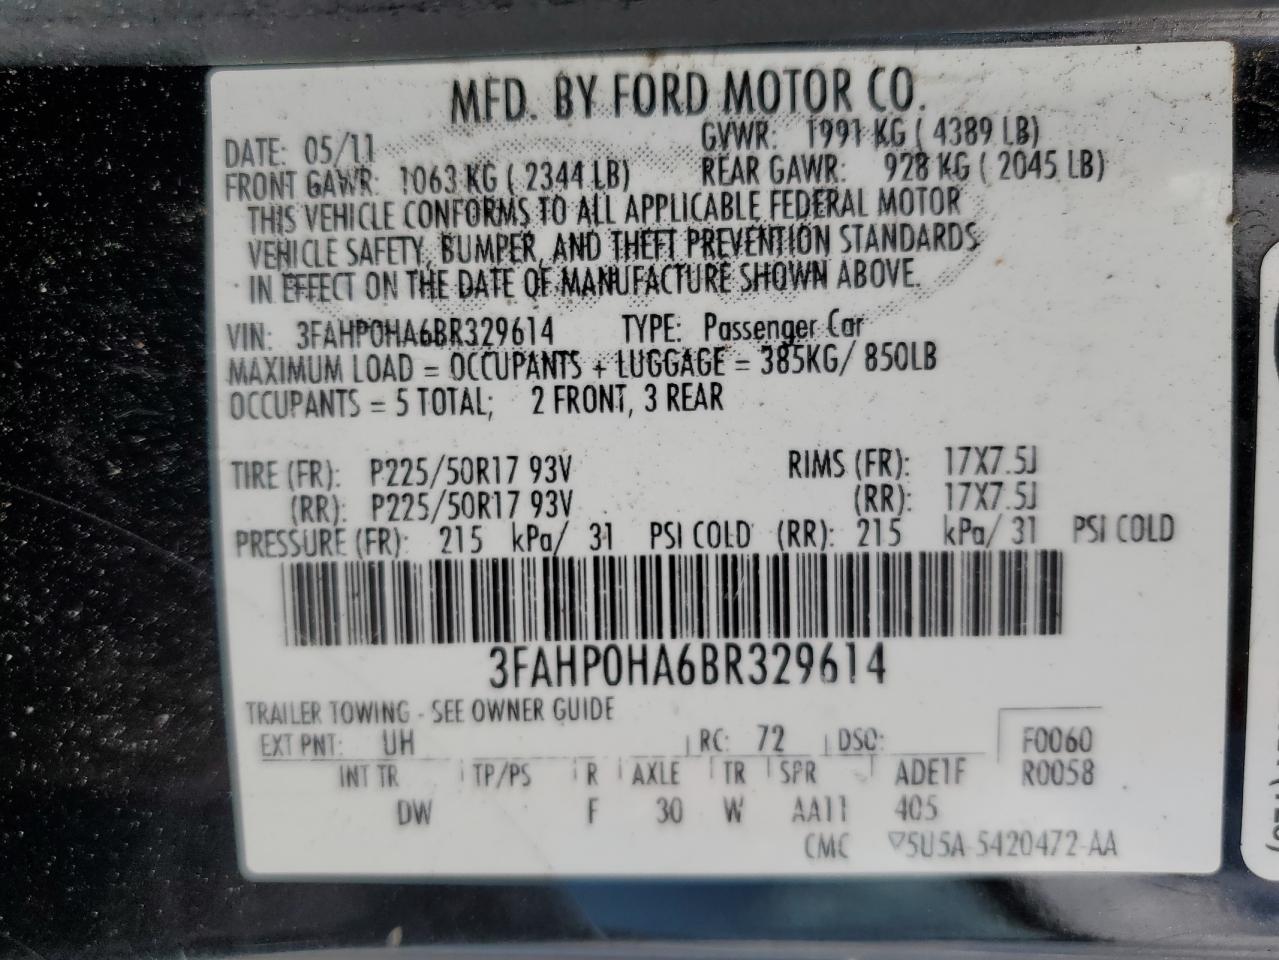 MFD. BY FORD MOTOR CO.
DATE: 05/11 GVWR: 1991 KG ( 4389 LB)
FRONT GAWR: 1063 KG ( 2344 LB) REAR GAWR: 928 KG ( 2045 LB)
THIS VEHICLE CONFORMS TO ALL APPLICABLE FEDERAL MOTOR
VEHICLE SAFETY, BUMPER, AND THEFT PREVENTION STANDARDS
IN EFFECT ON THE DATE OF MANUFACTURE SHOWN ABOVE.
VIN: 3FAHP0HA6BR329614 TYPE: Passenger Car
MAXIMUM LOAD = OCCUPANTS + LUGGAGE = 385KG/ 850LB
OCCUPANTS = 5 TOTAL; 2 FRONT, 3 REAR
TIRE (FR): P225/50R17 93V RIMS (FR): 17X7.5J
(RR): P225/50R17 93V (RR): 17X7.5J
PRESSURE (FR): 215 kPa/ 31 PSI COLD (RR): 215 kPa/ 31 PSI COLD
3FAHP0HA6BR329614
TRAILER TOWING - SEE OWNER GUIDE
EXT PNT: UH RC: 72 DSO: F0060
INT TR TP/PS R AXLE TR SPR ADE1F R0058
DW F 30 W AA11 405
CMC ▽5U5A-5420472-AA